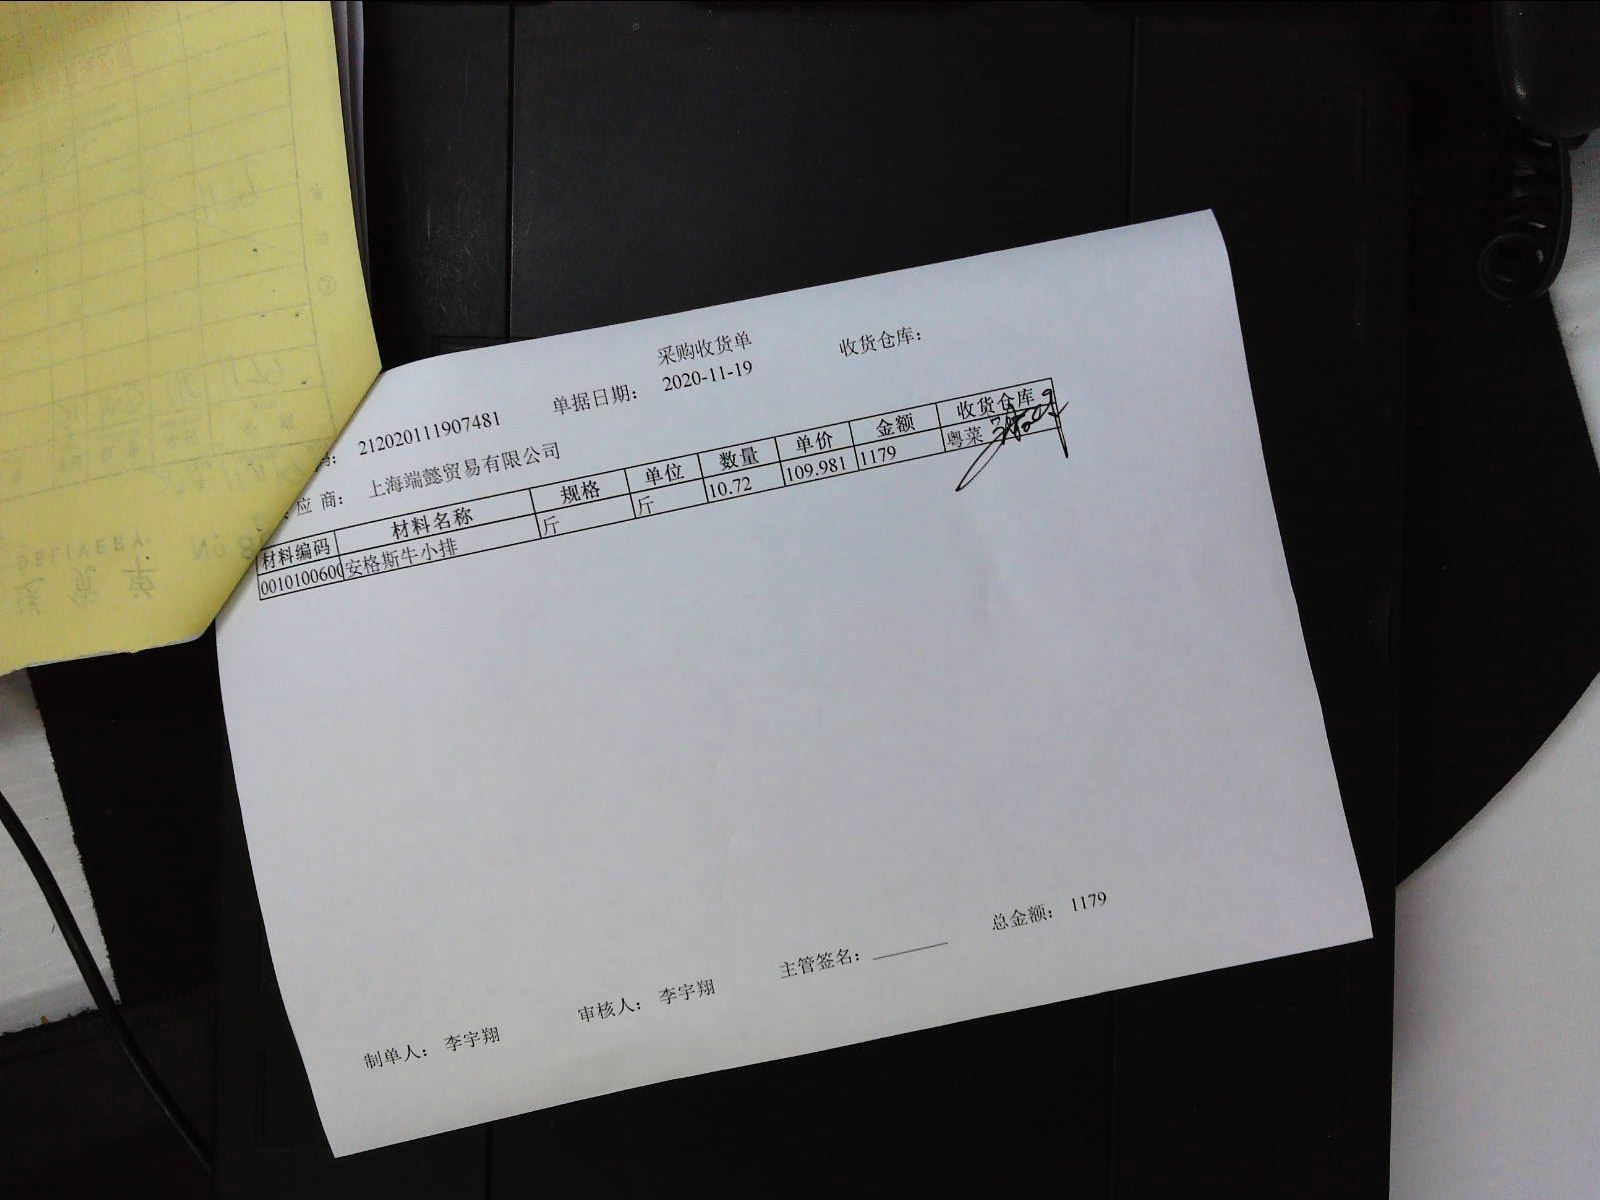 采购收货单
收货仓库：
码： 212020111907481 单据日期： 2020-11-19
应 商： 上海端懿贸易有限公司
材料编码 材料名称 规格 单位 数量 单价 金额 收货仓库
0010100600 安格斯牛小排 斤 斤 10.72 109.981 1179 粤菜
总金额： 1179
制单人： 李宇翔 审核人： 李宇翔 主管签名：